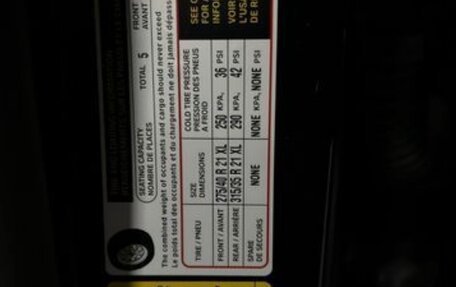 SEATING CAPACITY
NOMBRE DE PLACES
TOTAL 5
FRONT
AVANT
The combined weight of occupants and cargo should never exceed
Le poids total des occupants et du chargement ne doit jamais dépasser
TIRE / PNEU
SIZE
DIMENSIONS
COLD TIRE PRESSURE
PRESSION DES PNEUS
A FROID
FRONT / AVANT 275/40 R 21 XL 250 KPA, 36 PSI
REAR / ARRIÈRE 315/35 R 21 XL 290 KPA, 42 PSI
SPARE
DE SECOURS
NONE
NONE KPA, NONE PSI
SEE
FOR
INFO
VOIR
L'USA
DE R